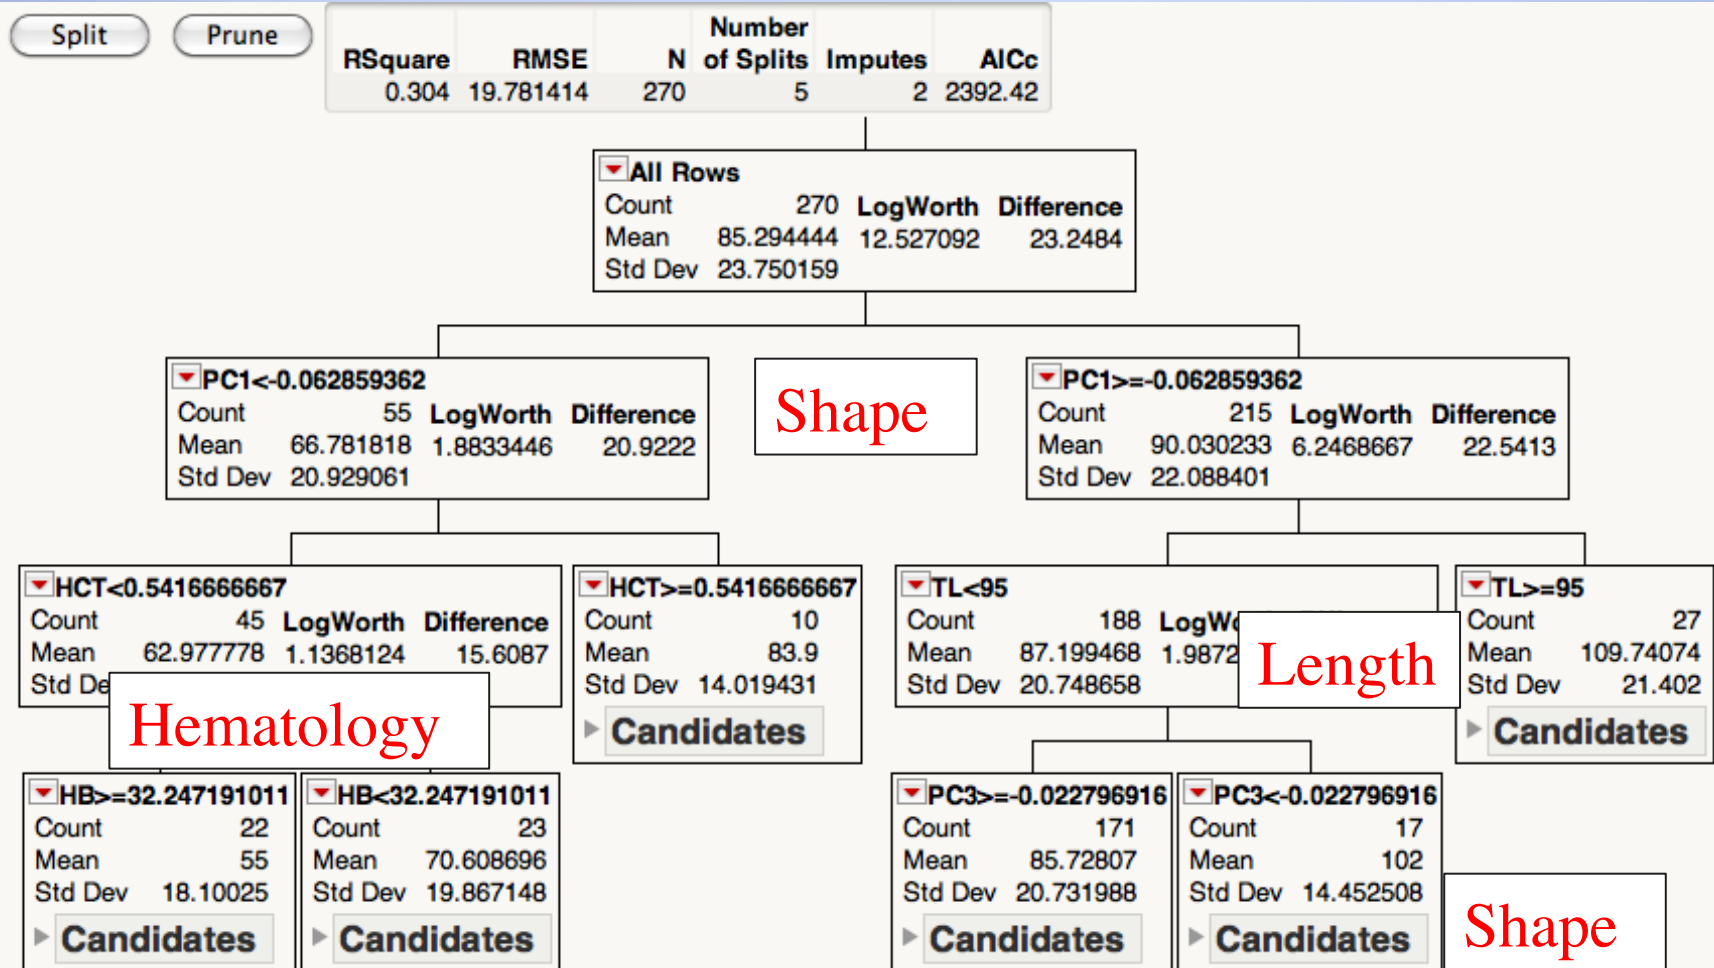 Split Prune
Number
RSquare RMSE N of Splits Imputes AICc
0.304 19.781414 270 5 2 2392.42
All Rows
Count 270 LogWorth Difference
Mean 85.294444 12.527092 23.2484
Std Dev 23.750159
PC1<-0.062859362
Count 55 LogWorth Difference
Mean 66.781818 1.8833446 20.9222
Std Dev 20.929061
Shape
PC1>=-0.062859362
Count 215 LogWorth Difference
Mean 90.030233 6.2468667 22.5413
Std Dev 22.088401
HCT<0.5416666667
Count 45 LogWorth Difference
Mean 62.977778 1.1368124 15.6087
Std De
Hematology
HCT>=0.5416666667
Count 10
Mean 83.9
Std Dev 14.019431
Candidates
TL<95
Count 188 LogWo
Mean 87.199468 1.9872
Std Dev 20.748658
Length
TL>=95
Count 27
Mean 109.74074
Std Dev 21.402
Candidates
HB>=32.247191011
Count 22
Mean 55
Std Dev 18.10025
Candidates
HB<32.247191011
Count 23
Mean 70.608696
Std Dev 19.867148
Candidates
PC3>=-0.022796916
Count 171
Mean 85.72807
Std Dev 20.731988
Candidates
PC3<-0.022796916
Count 17
Mean 102
Std Dev 14.452508
Candidates
Shape